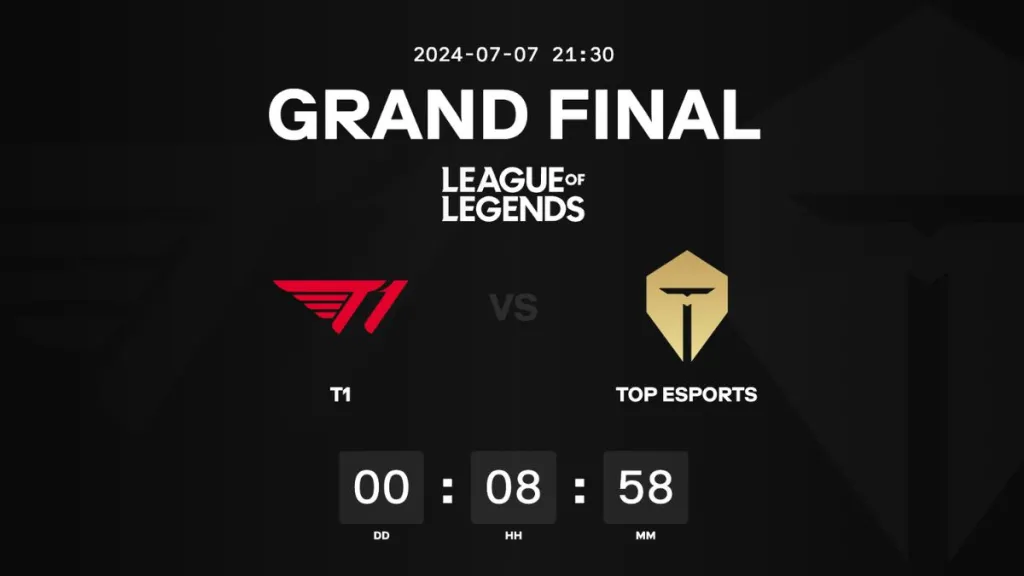 2024-07-07 21:30
GRAND FINAL
LEAGUE OF
LEGENDS
T1
VS
T1
TOP ESPORTS
00 : 08 : 58
DD HH MM